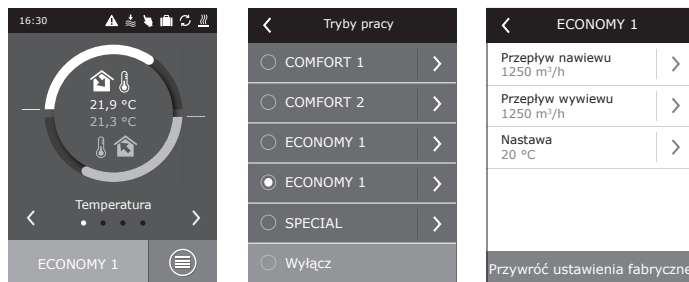 16:30
21,9 °C
21,3 °C
Temperatura
ECONOMY 1
Tryby pracy
COMFORT 1
COMFORT 2
ECONOMY 1
ECONOMY 1
SPECIAL
Wyłącz
ECONOMY 1
Przepływ nawiewu
1250 m³/h
Przepływ wywiewu
1250 m³/h
Nastawa
20 °C
Przywróć ustawienia fabryczne